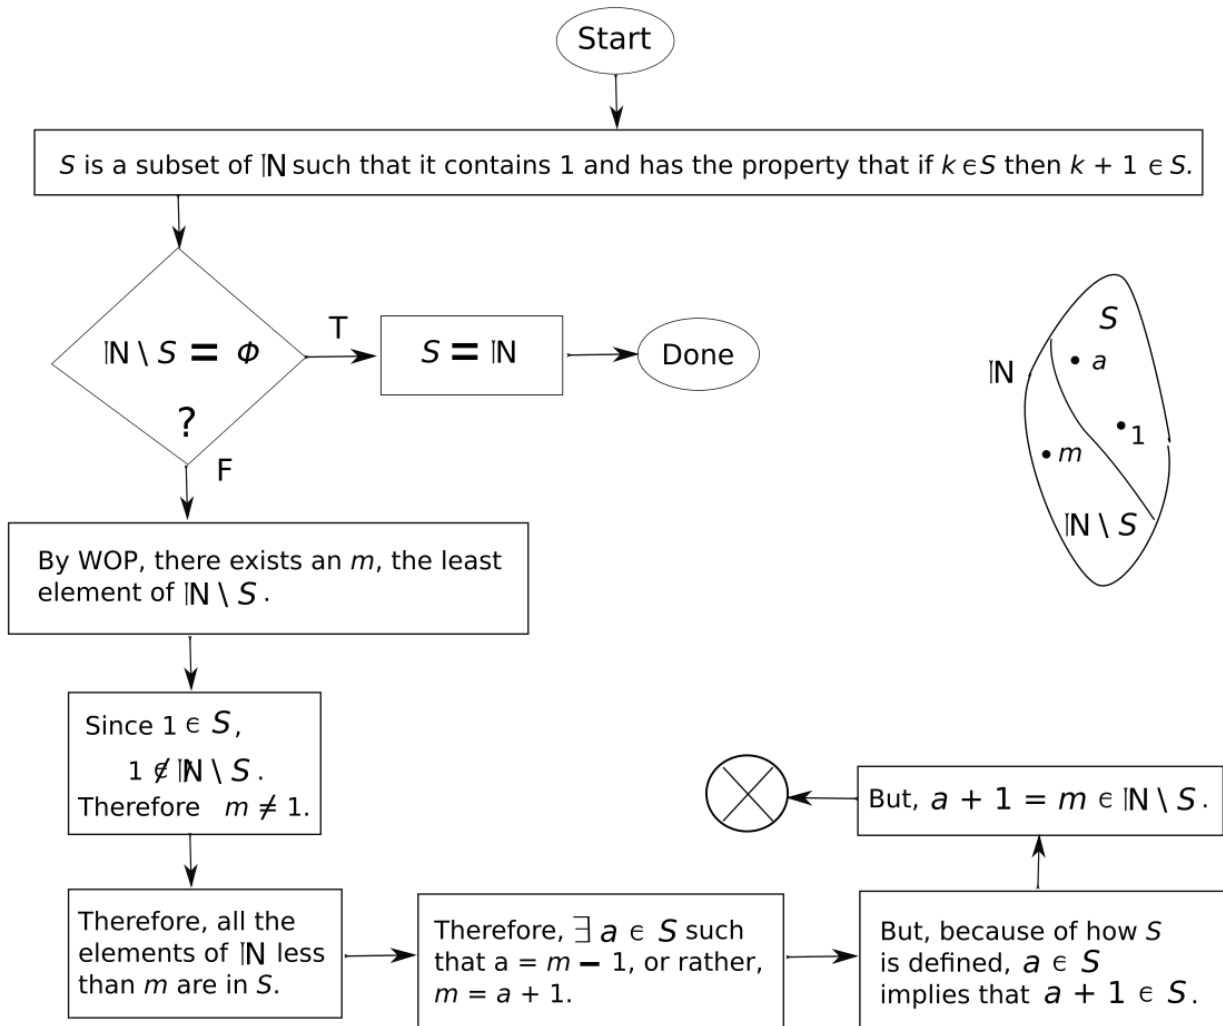 Start
S is a subset of ℕ such that it contains 1 and has the property that if k ∈ S then k + 1 ∈ S.
ℕ \ S = Φ
?
T
S = ℕ
Done
F
By WOP, there exists an m, the least
element of ℕ \ S .
Since 1 ∈ S ,
1 ∉ ℕ \ S .
Therefore m ≠ 1.
Therefore, all the
elements of ℕ less
than m are in S.
Therefore, ∃ a ∈ S such
that a = m − 1, or rather,
m = a + 1.
But, because of how S
is defined, a ∈ S
implies that a + 1 ∈ S .
But, a + 1 = m ∈ ℕ \ S .
S
ℕ
a
1
m
ℕ \ S